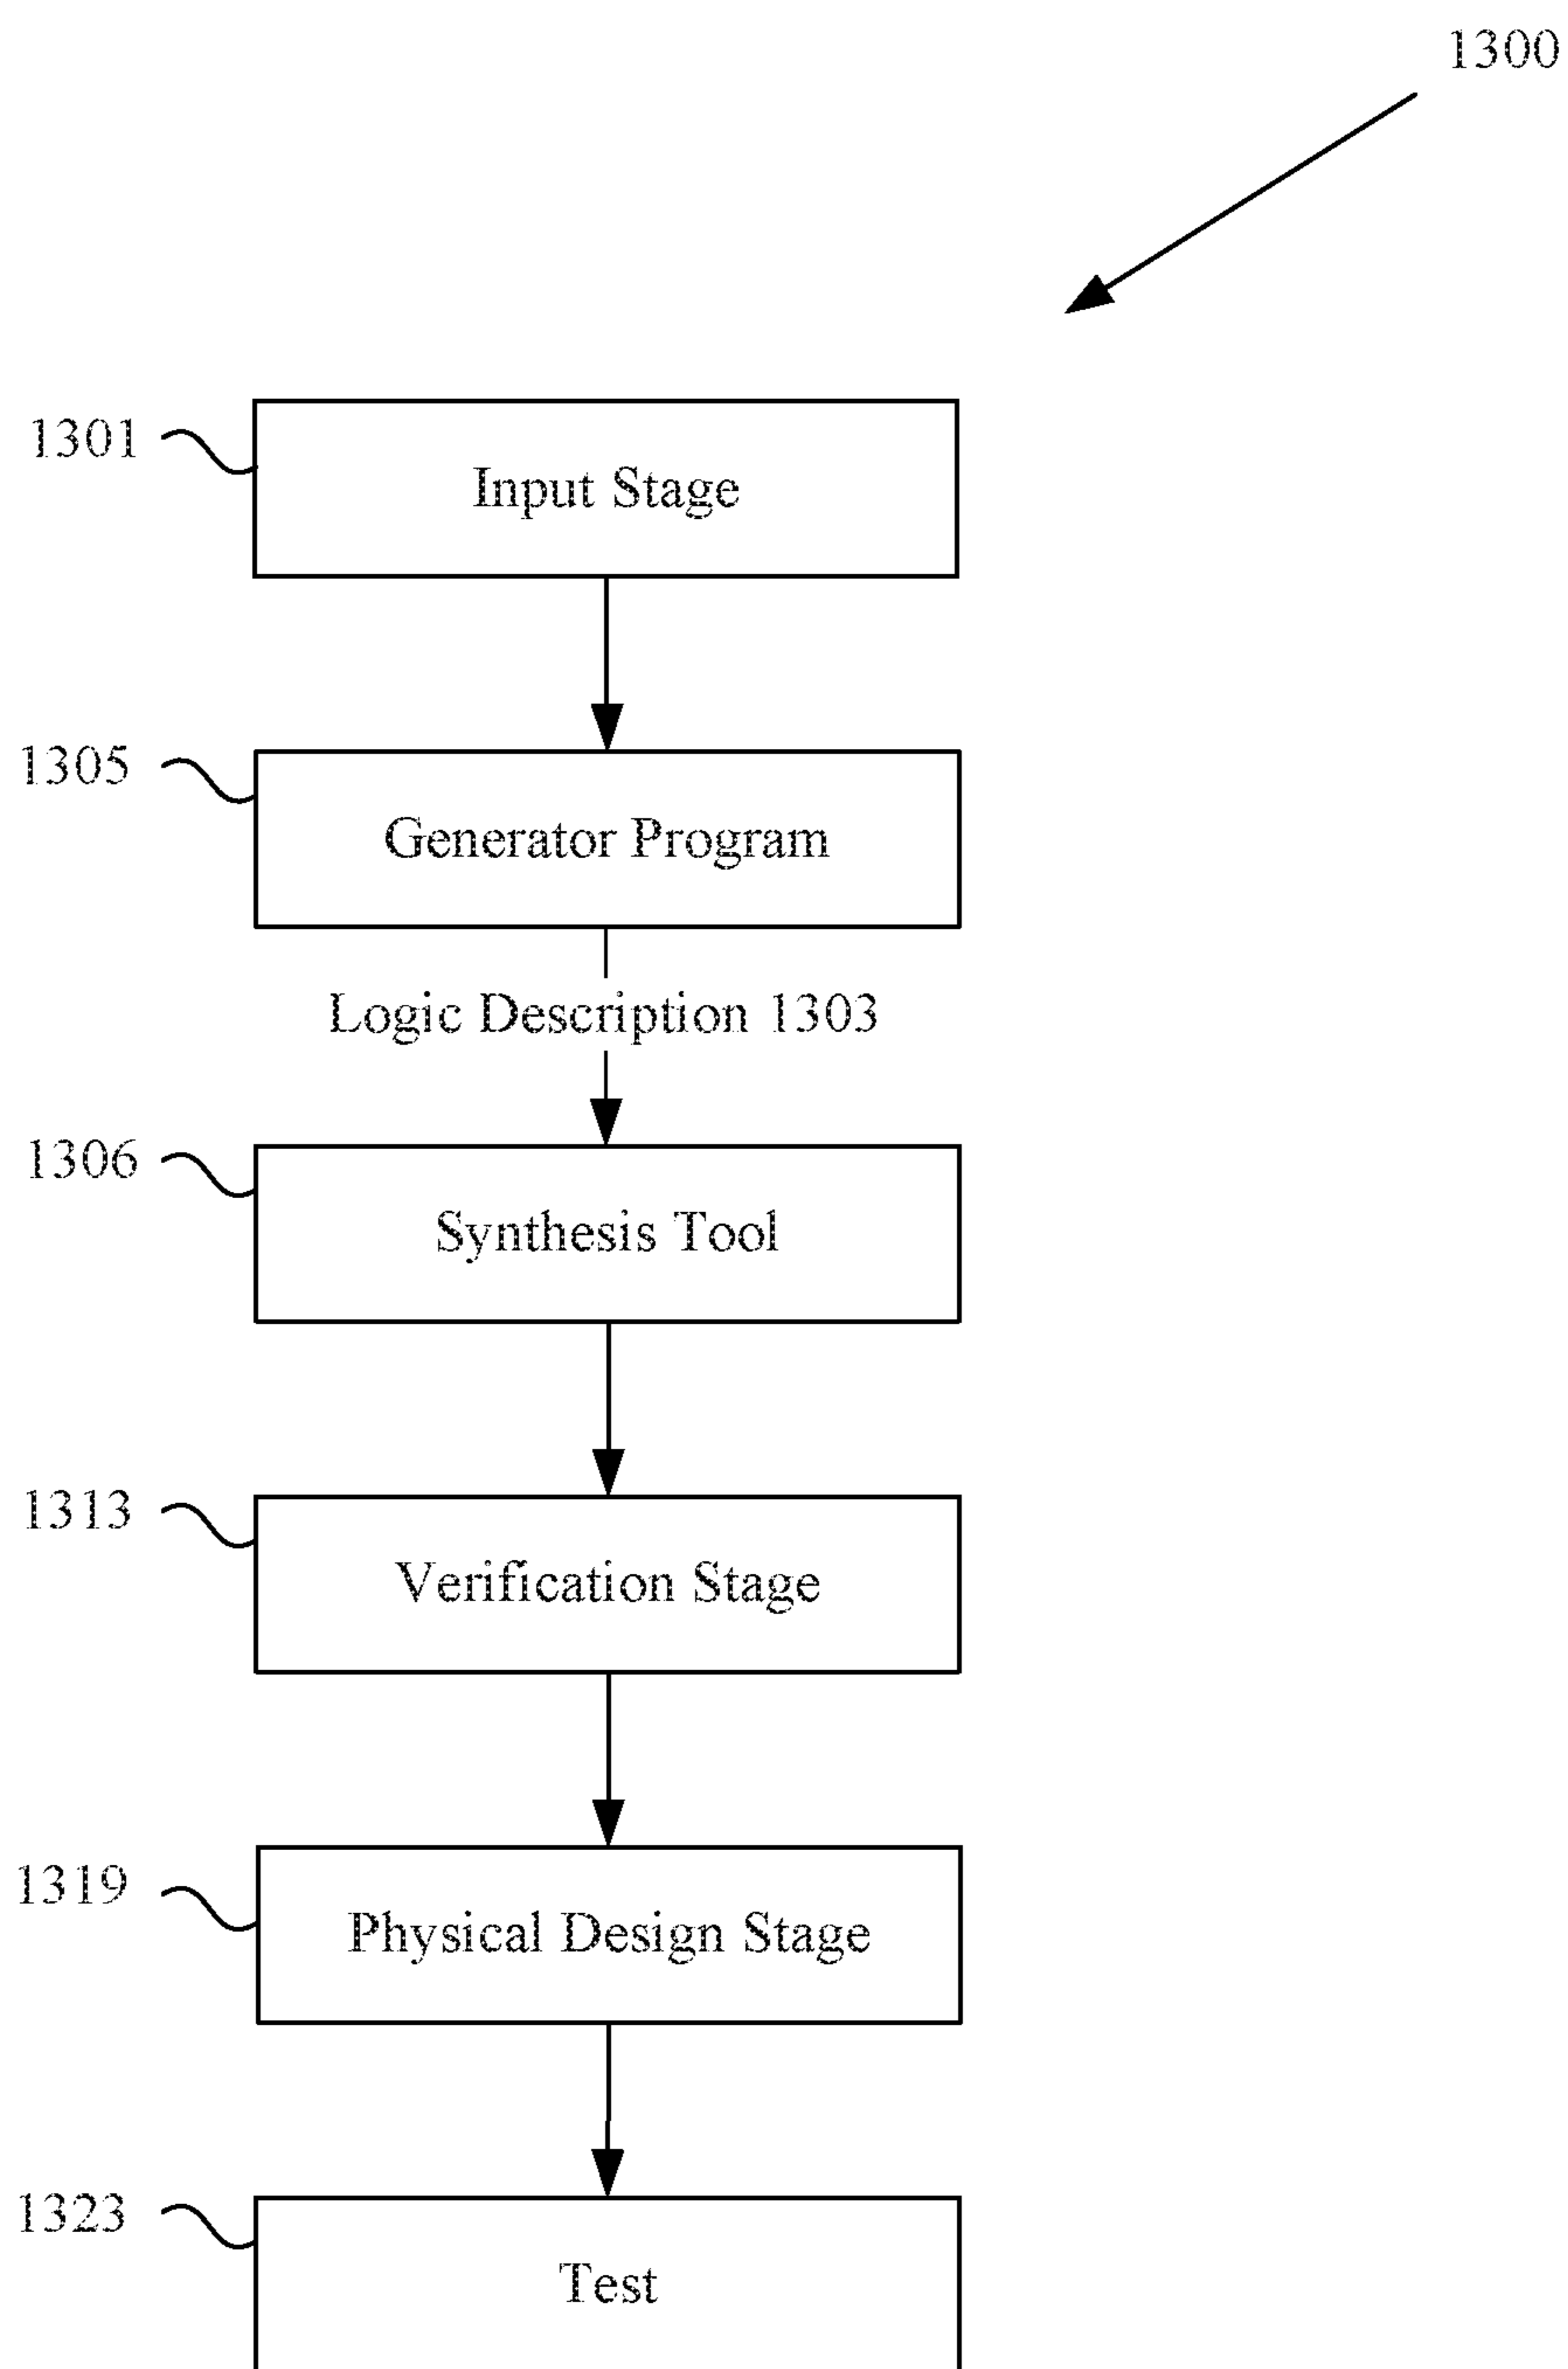 1300
1301
Input Stage
1305
Generator Program
Logic Description 1303
1306
Synthesis Tool
1313
Verification Stage
1319
Physical Design Stage
1323
Test